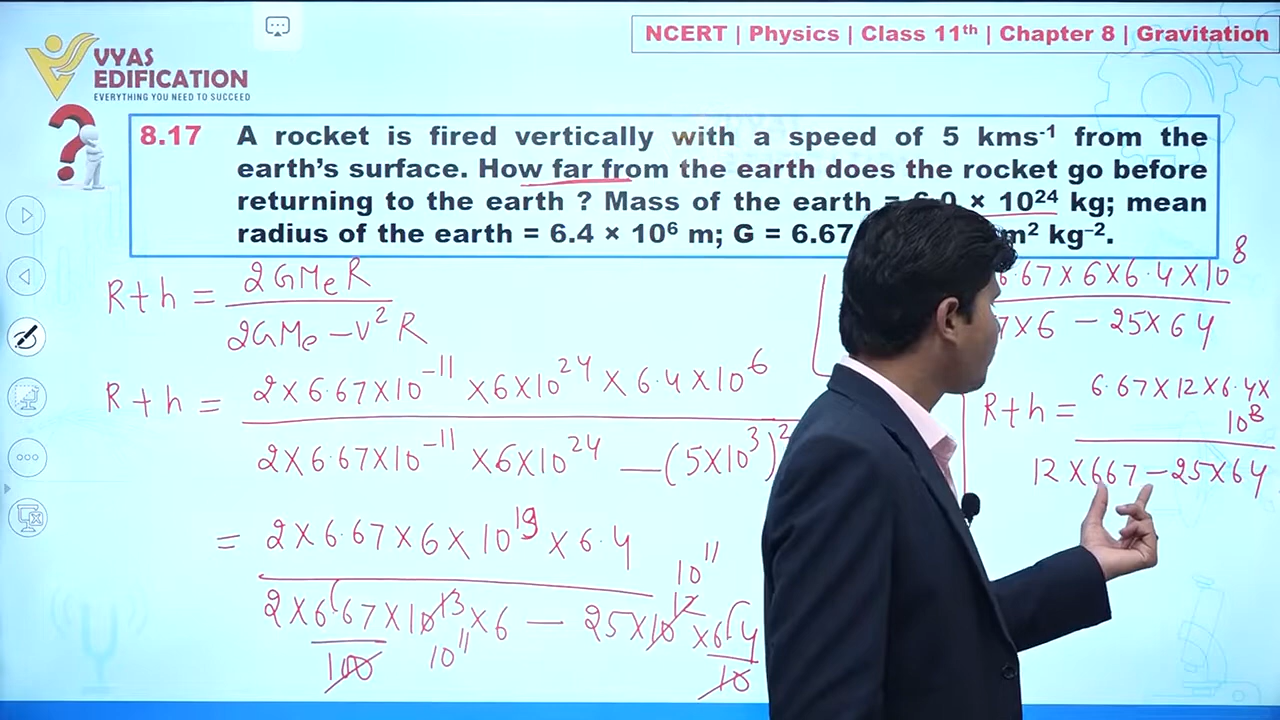 VYAS
EDIFICATION
EVERYTHING YOU NEED TO SUCCEED
NCERT | Physics | Class 11th | Chapter 8 | Gravitation
8.17 A rocket is fired vertically with a speed of 5 kms⁻¹ from the
earth's surface. How far from the earth does the rocket go before
returning to the earth ? Mass of the earth = × 10²⁴ kg; mean
radius of the earth = 6.4 × 10⁶ m; G = 6.67 m² kg⁻².
R+h = 2GMeR
2GMe - v²R
R+h = 2×6.67×10⁻¹¹ ×6×10²⁴ × 6.4×10⁶
2×6.67×10⁻¹¹ ×6×10²⁴ - (5×10³)²
= 2×6.67×6×10¹⁹ × 6.4
2×667×10¹³×6 - 25×10¹² ×64
100 10¹¹ 10¹¹ 10
6.67×6×6.4×10⁸
7×6 - 25×64
R+h = 6.67×12×6.4×
10⁸
12×667-25×64